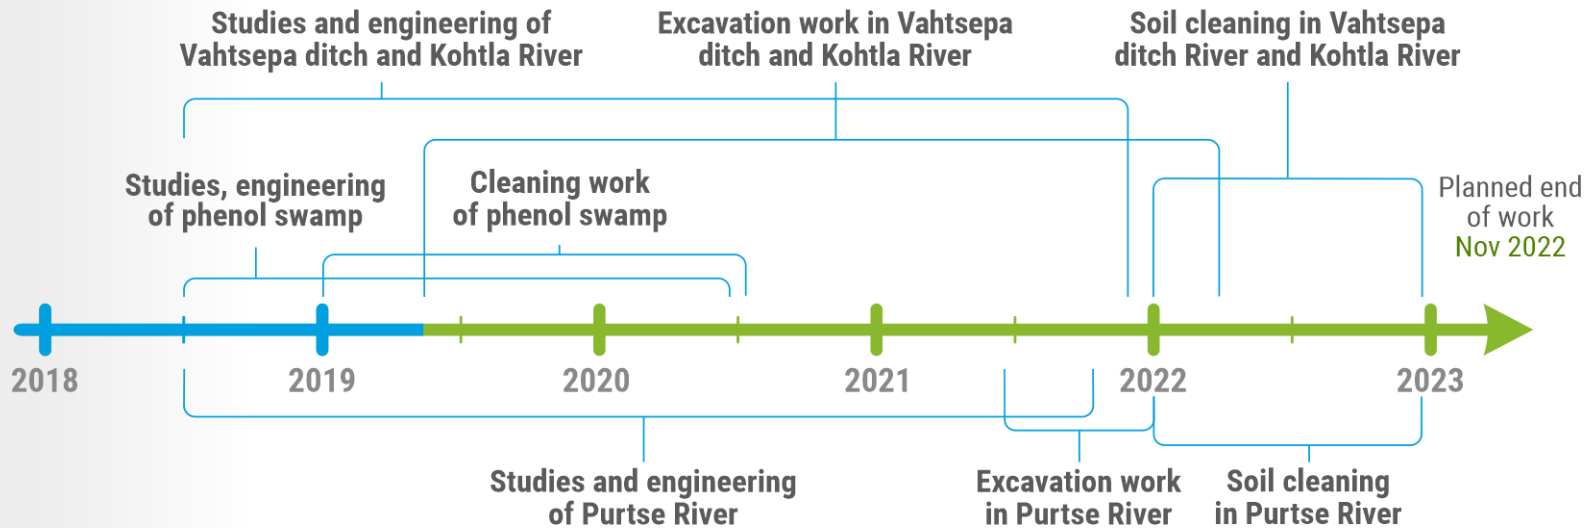 Studies and engineering of
Vahtsepa ditch and Kohtla River
Excavation work in Vahtsepa
ditch and Kohtla River
Soil cleaning in Vahtsepa
ditch River and Kohtla River
Studies, engineering
of phenol swamp
Cleaning work
of phenol swamp
Planned end
of work
Nov 2022
2018
2019
2020
2021
2022
2023
Studies and engineering
of Purtse River
Excavation work
in Purtse River
Soil cleaning
in Purtse River